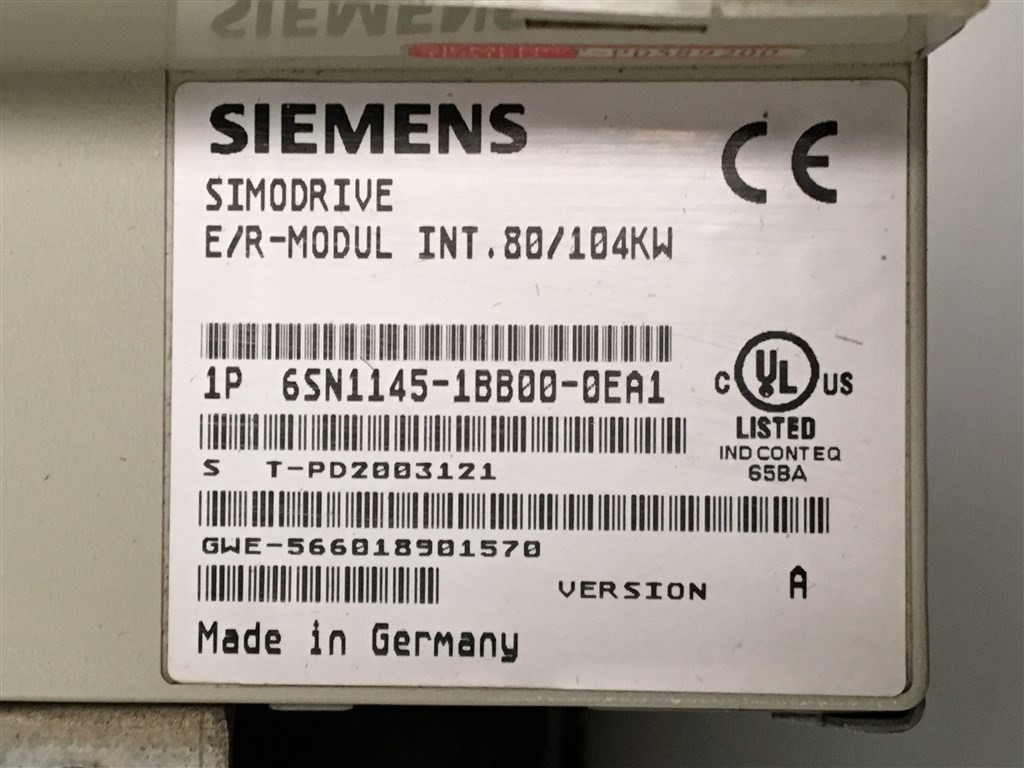 SIEMENS
SIEMENS
SIMODRIVE
E/R-MODUL INT.80/104KW
CE
1P 6SN1145-1BB00-0EA1
C UL US
LISTED
IND CONT EQ
65BA
S T-PD2003121
GWE-566018901570
VERSION A
Made in Germany